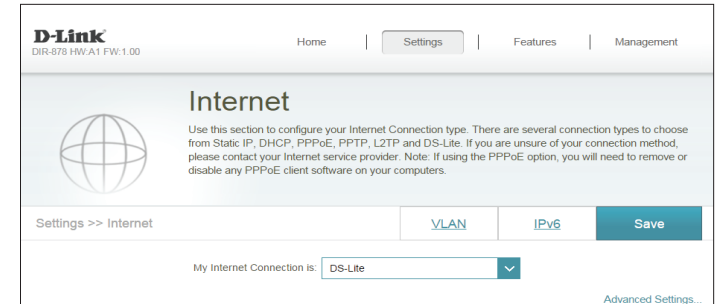 D-Link
DIR-878 HW:A1 FW:1.00
Home | Settings | Features | Management
Internet
Use this section to configure your Internet Connection type. There are several connection types to choose
from Static IP, DHCP, PPPoE, PPTP, L2TP and DS-Lite. If you are unsure of your connection method,
please contact your Internet service provider. Note: If using the PPPoE option, you will need to remove or
disable any PPPoE client software on your computers.
Settings >> Internet VLAN IPv6 Save
My Internet Connection is: DS-Lite
Advanced Settings...